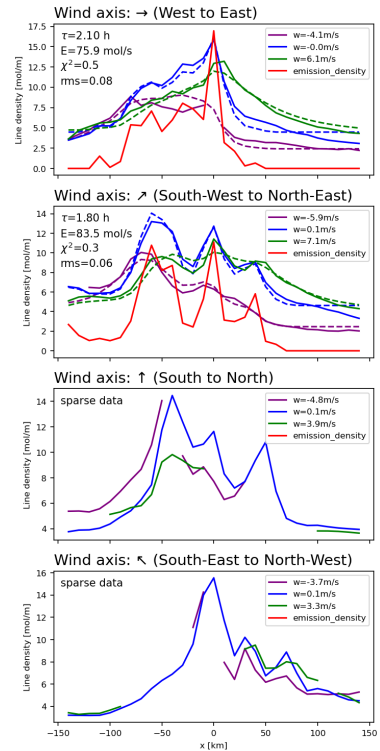 Wind axis: → (West to East)
τ=2.10 h
E=75.9 mol/s
χ²=0.5
rms=0.08
w=-4.1m/s
w=-0.0m/s
w=6.1m/s
emission_density
Line density [mol/m]
17.5
15.0
12.5
10.0
7.5
5.0
2.5
0.0
Wind axis: ↗ (South-West to North-East)
τ=1.80 h
E=83.5 mol/s
χ²=0.3
rms=0.06
w=-5.9m/s
w=0.1m/s
w=7.1m/s
emission_density
Line density [mol/m]
14
12
10
8
6
4
2
0
Wind axis: ↑ (South to North)
sparse data
w=-4.8m/s
w=0.1m/s
w=3.9m/s
emission_density
Line density [mol/m]
14
12
10
8
6
4
Wind axis: ↖ (South-East to North-West)
sparse data
w=-3.7m/s
w=0.1m/s
w=3.3m/s
emission_density
Line density [mol/m]
16
14
12
10
8
6
4
−150 −100 −50 0 50 100 150
x [km]